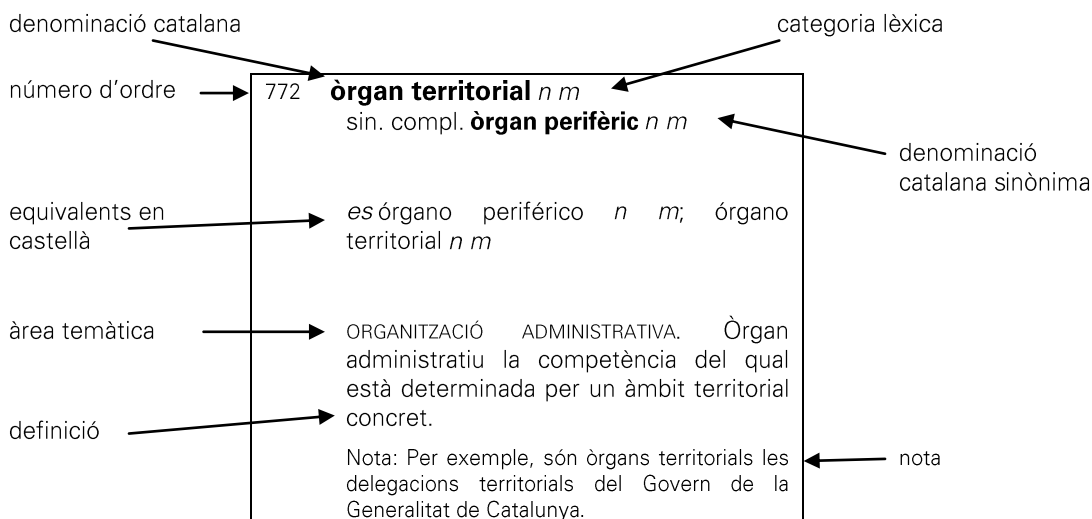 denominació catalana
categoria lèxica
número d'ordre
772 òrgan territorial n m
sin. compl. òrgan perifèric n m
denominació
catalana sinònima
equivalents en
castellà
es órgano periférico n m; órgano
territorial n m
àrea temàtica
ORGANITZACIÓ ADMINISTRATIVA. Òrgan
administratiu la competència del qual
està determinada per un àmbit territorial
concret.
definició
Nota: Per exemple, són òrgans territorials les
delegacions territorials del Govern de la
Generalitat de Catalunya.
nota